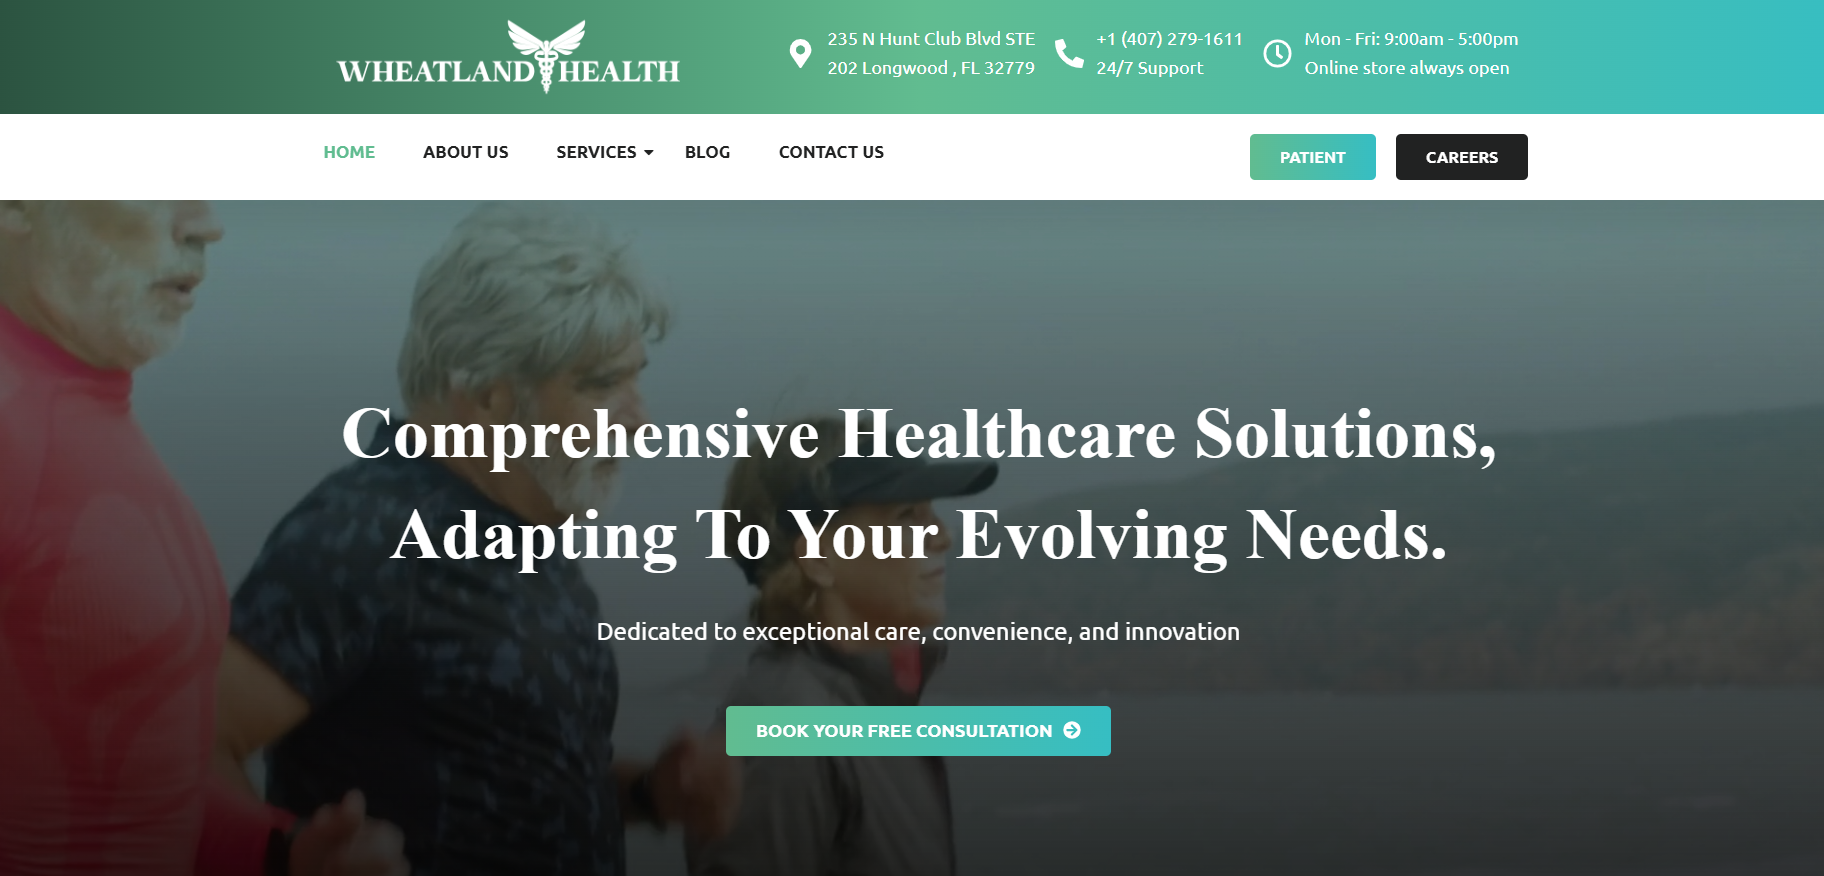 WHEATLAND HEALTH
235 N Hunt Club Blvd STE
202 Longwood , FL 32779
+1 (407) 279-1611
24/7 Support
Mon - Fri: 9:00am - 5:00pm
Online store always open
HOME
ABOUT US
SERVICES
BLOG
CONTACT US
PATIENT
CAREERS
Comprehensive Healthcare Solutions,
Adapting To Your Evolving Needs.
Dedicated to exceptional care, convenience, and innovation
BOOK YOUR FREE CONSULTATION